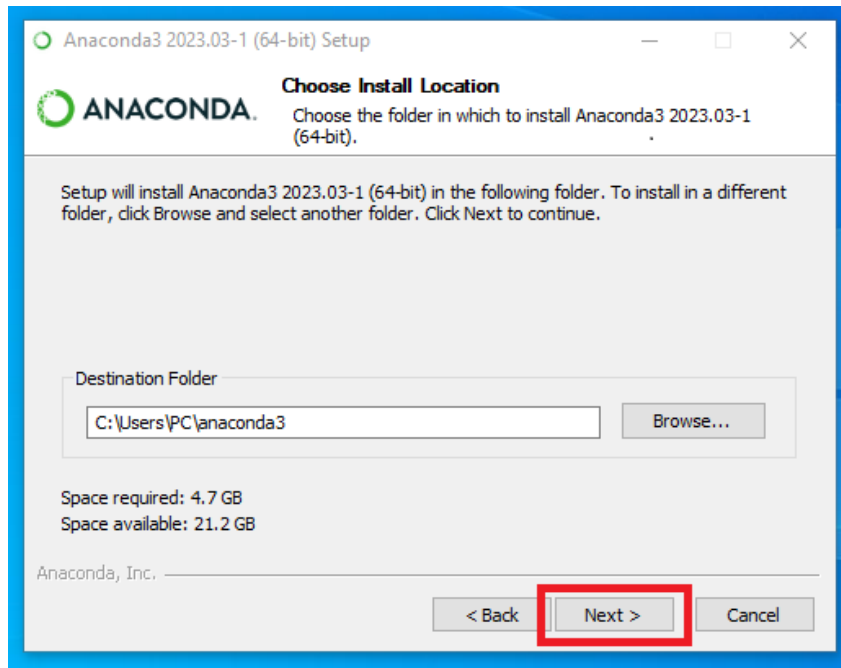 Anaconda3 2023.03-1 (64-bit) Setup
ANACONDA.
Choose Install Location
Choose the folder in which to install Anaconda3 2023.03-1
(64-bit).
Setup will install Anaconda3 2023.03-1 (64-bit) in the following folder. To install in a different
folder, click Browse and select another folder. Click Next to continue.
Destination Folder
C:\Users\PC\anaconda3
Browse...
Space required: 4.7 GB
Space available: 21.2 GB
Anaconda, Inc.
< Back
Next >
Cancel